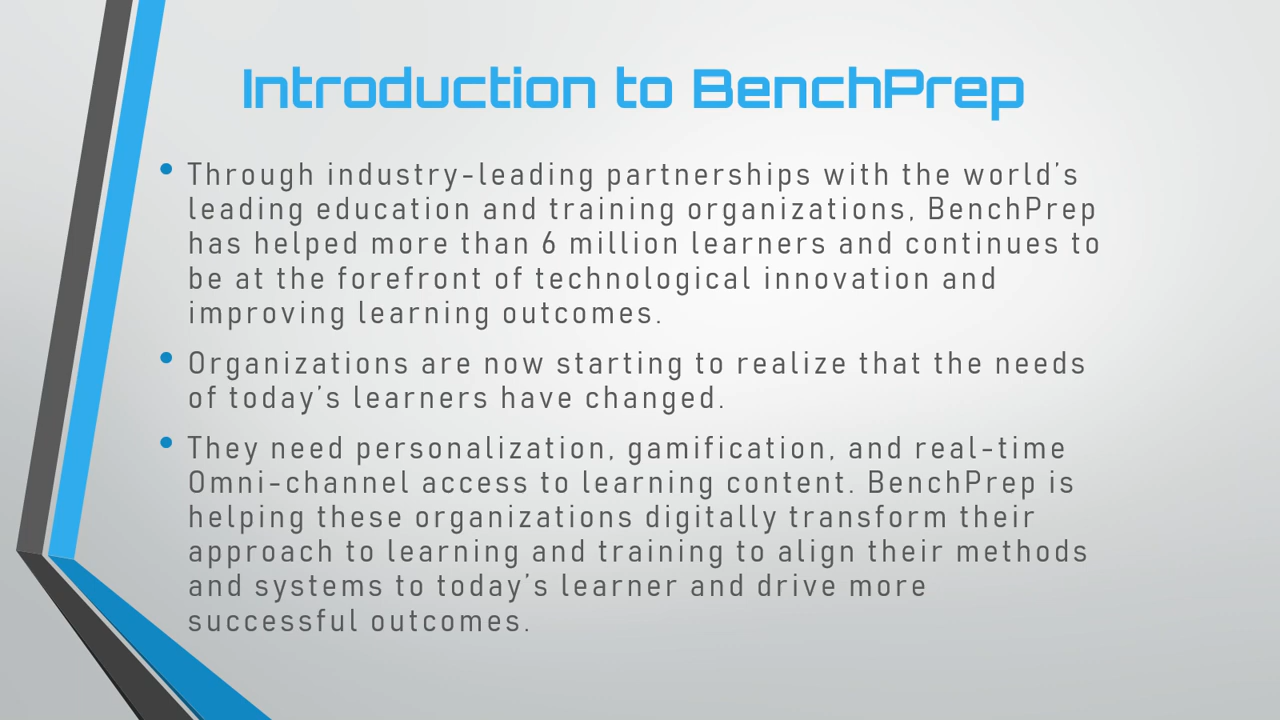 Introduction to BenchPrep
• Through industry-leading partnerships with the world’s
leading education and training organizations, BenchPrep
has helped more than 6 million learners and continues to
be at the forefront of technological innovation and
improving learning outcomes.
• Organizations are now starting to realize that the needs
of today’s learners have changed.
• They need personalization, gamification, and real-time
Omni-channel access to learning content. BenchPrep is
helping these organizations digitally transform their
approach to learning and training to align their methods
and systems to today’s learner and drive more
successful outcomes.